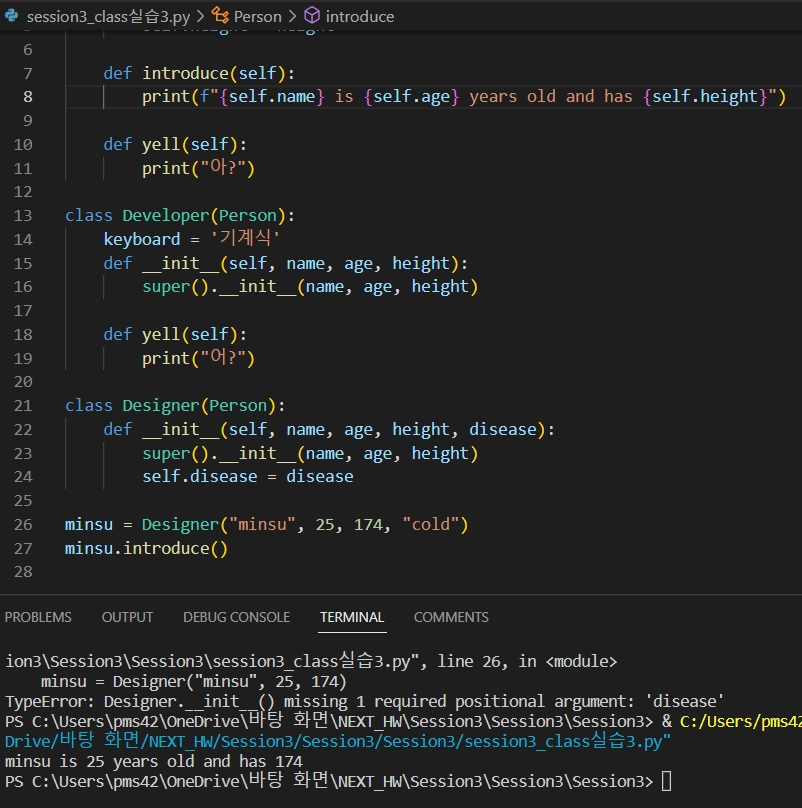 session3_class실습3.py > Person > introduce
6
7 def introduce(self):
8 print(f"{self.name} is {self.age} years old and has {self.height}")
9
10 def yell(self):
11 print("아?")
12
13 class Developer(Person):
14 keyboard = '기계식'
15 def __init__(self, name, age, height):
16 super().__init__(name, age, height)
17
18 def yell(self):
19 print("어?")
20
21 class Designer(Person):
22 def __init__(self, name, age, height, disease):
23 super().__init__(name, age, height)
24 self.disease = disease
25
26 minsu = Designer("minsu", 25, 174, "cold")
27 minsu.introduce()
28
PROBLEMS OUTPUT DEBUG CONSOLE TERMINAL COMMENTS
ion3\Session3\Session3\session3_class실습3.py", line 26, in <module>
minsu = Designer("minsu", 25, 174)
TypeError: Designer.__init__() missing 1 required positional argument: 'disease'
PS C:\Users\pms42\OneDrive\바탕 화면\NEXT_HW\Session3\Session3\Session3> & C:/Users/pms42
Drive/바탕 화면/NEXT_HW/Session3/Session3/Session3/session3_class실습3.py"
minsu is 25 years old and has 174
PS C:\Users\pms42\OneDrive\바탕 화면\NEXT_HW\Session3\Session3\Session3>